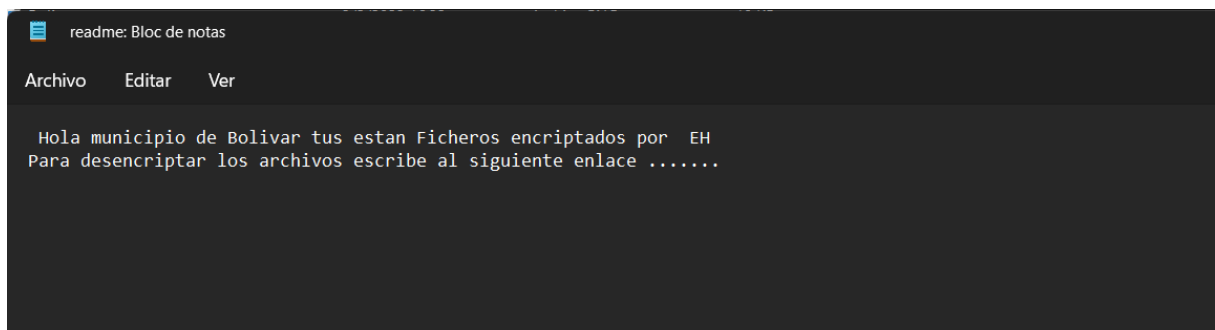 readme: Bloc de notas
Archivo Editar Ver
Hola municipio de Bolivar tus estan Ficheros encriptados por EH
Para desencriptar los archivos escribe al siguiente enlace .......